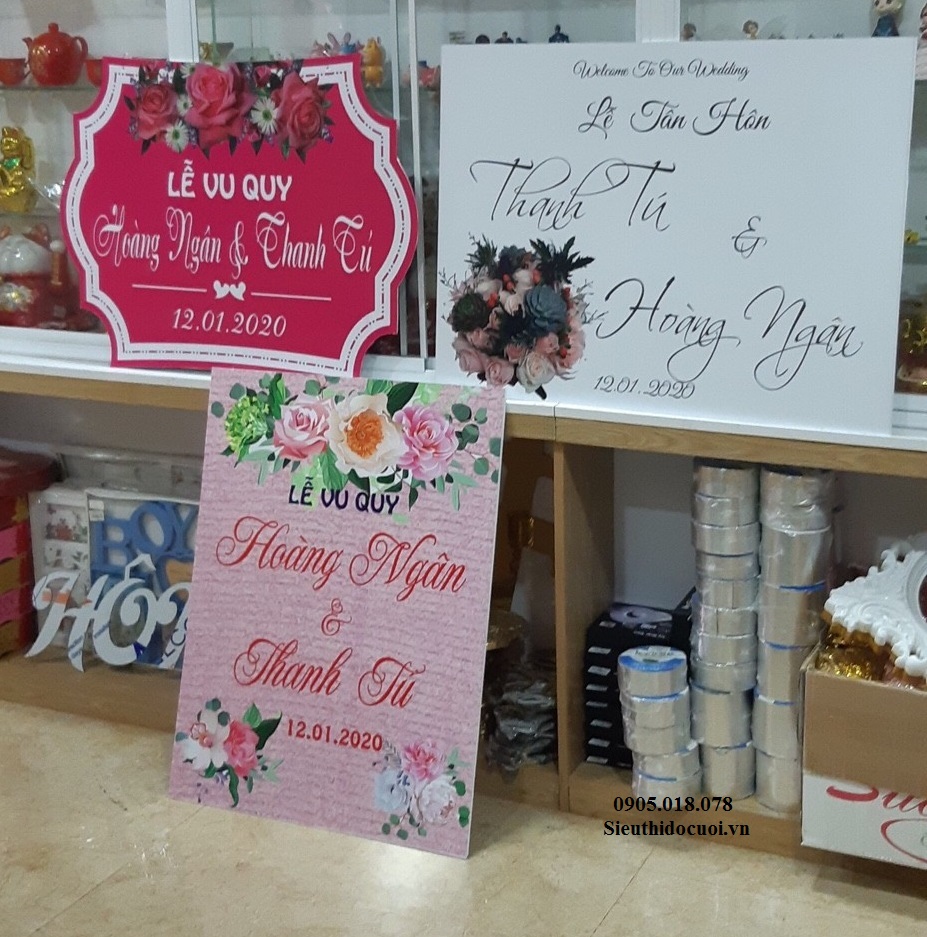 LỄ VU QUY
Hoàng Ngân & Thanh Tú
12.01.2020
Welcome To Our Wedding
Lễ Tân Hôn
Thanh Tú
&
Hoàng Ngân
12.01.2020
LỄ VU QUY
Hoàng Ngân
&
Thanh Tú
12.01.2020
BOY
HÔ
0905.018.078
Sieuthidocuoi.vn